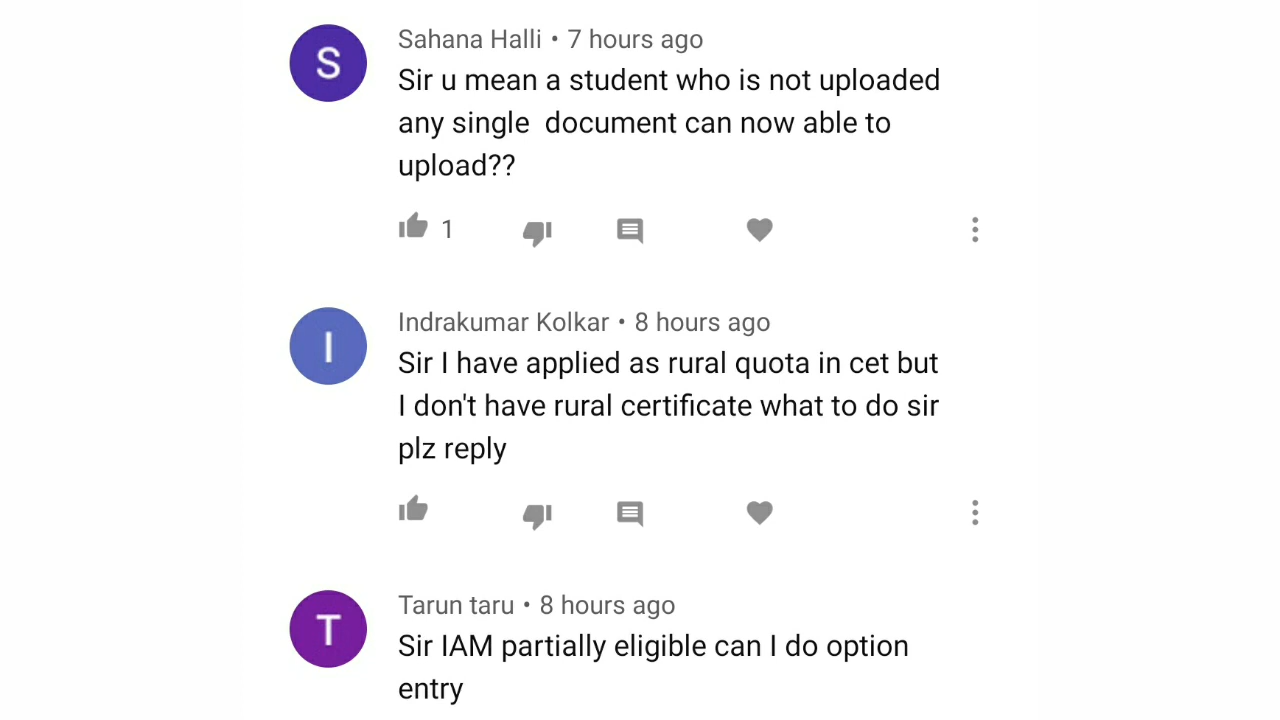 S
Sahana Halli • 7 hours ago
Sir u mean a student who is not uploaded
any single  document can now able to
upload??
1
I
Indrakumar Kolkar • 8 hours ago
Sir I have applied as rural quota in cet but
I don't have rural certificate what to do sir
plz reply
T
Tarun taru • 8 hours ago
Sir IAM partially eligible can I do option
entry